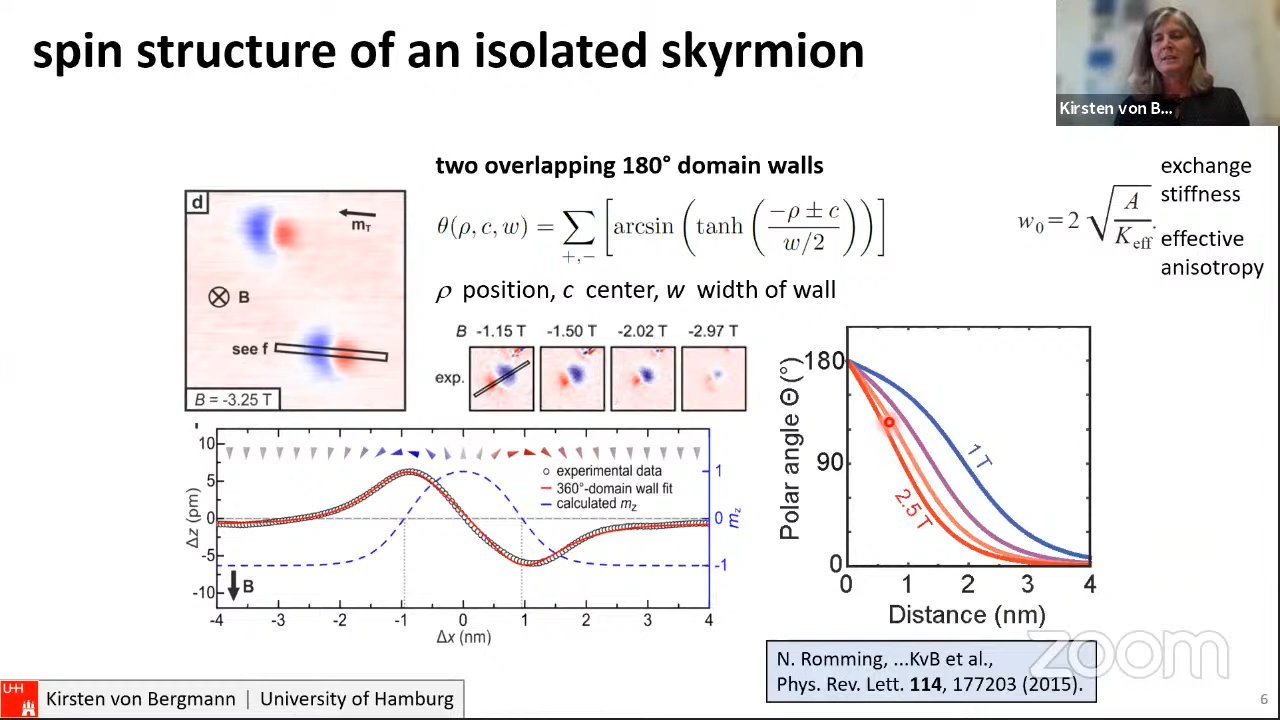 spin structure of an isolated skyrmion
Kirsten von B...
two overlapping 180° domain walls
θ(ρ, c, w) = ∑+,− [arcsin (tanh (−ρ ± c / w/2))]
ρ position, c center, w width of wall
w₀ = 2 √(A / K_eff).
exchange
stiffness
effective
anisotropy
d
m_T
B
see f
B = -3.25 T
B -1.15 T -1.50 T -2.02 T -2.97 T
exp.
10
5
0
-5
-10
Δz (pm)
experimental data
360°-domain wall fit
calculated m_z
B
1
0
-1
m_z
-4 -3 -2 -1 0 1 2 3 4
Δx (nm)
180
90
0
Polar angle Θ (°)
1 T
2.5 T
0 1 2 3 4
Distance (nm)
N. Romming, ...KvB et al.,
Phys. Rev. Lett. 114, 177203 (2015).
zoom
UHH
Kirsten von Bergmann | University of Hamburg
6